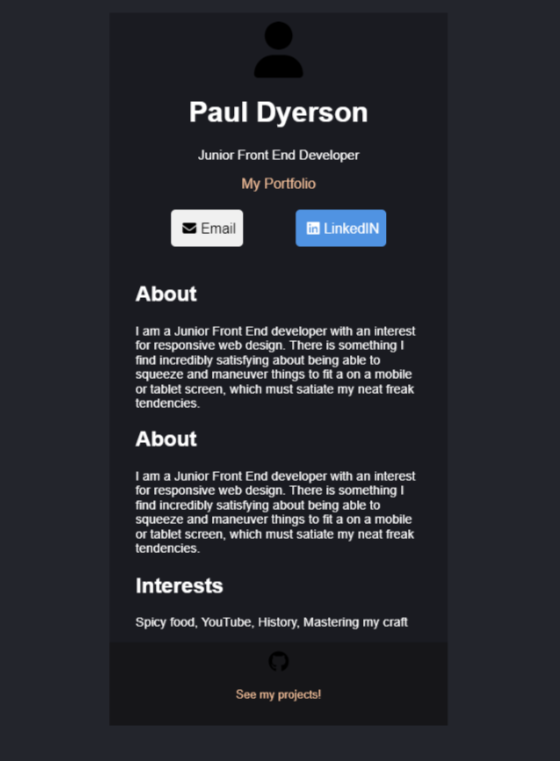 Paul Dyerson
Junior Front End Developer
My Portfolio
Email
LinkedIN
About
I am a Junior Front End developer with an interest
for responsive web design. There is something I
find incredibly satisfying about being able to
squeeze and maneuver things to fit a on a mobile
or tablet screen, which must satiate my neat freak
tendencies.
About
I am a Junior Front End developer with an interest
for responsive web design. There is something I
find incredibly satisfying about being able to
squeeze and maneuver things to fit a on a mobile
or tablet screen, which must satiate my neat freak
tendencies.
Interests
Spicy food, YouTube, History, Mastering my craft
See my projects!